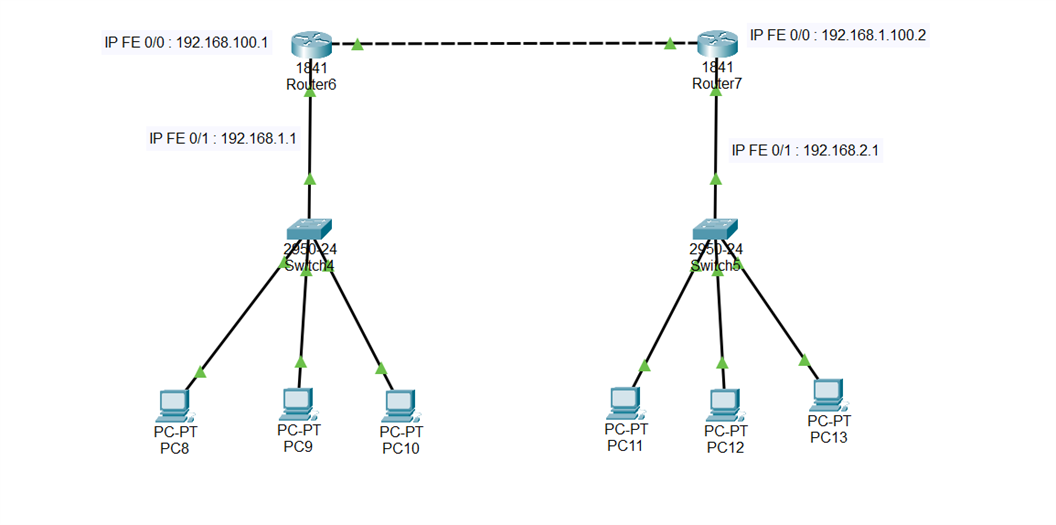 IP FE 0/0 : 192.168.100.1
IP FE 0/0 : 192.168.1.100.2
1841
Router6
1841
Router7
IP FE 0/1 : 192.168.1.1
IP FE 0/1 : 192.168.2.1
2950-24
Switch4
2950-24
Switch5
PC-PT
PC8
PC-PT
PC9
PC-PT
PC10
PC-PT
PC11
PC-PT
PC12
PC-PT
PC13